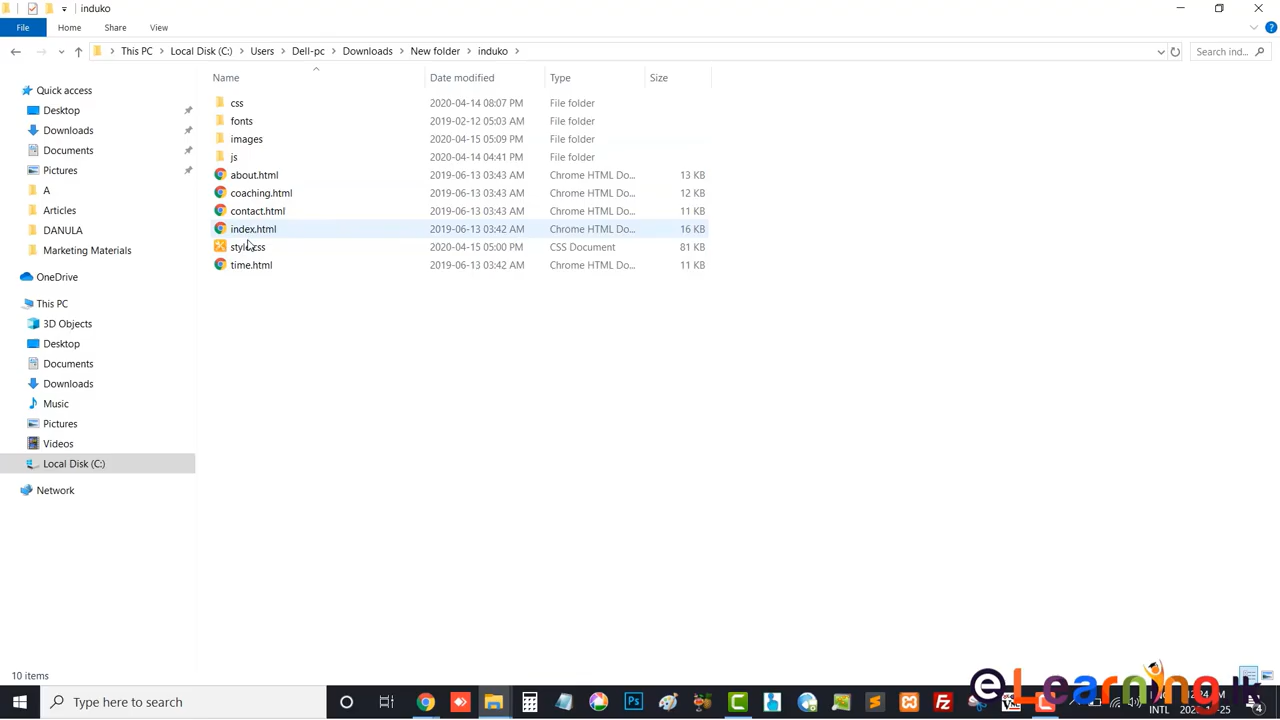 induko
File Home Share View
This PC Local Disk (C:) Users Dell-pc Downloads New folder induko
Search ind...
Name Date modified Type Size
Quick access
Desktop
Downloads
Documents
Pictures
A
Articles
DANULA
Marketing Materials
OneDrive
This PC
3D Objects
Desktop
Documents
Downloads
Music
Pictures
Videos
Local Disk (C:)
Network
css 2020-04-14 08:07 PM File folder
fonts 2019-02-12 05:03 AM File folder
images 2020-04-15 05:09 PM File folder
js 2020-04-14 04:41 PM File folder
about.html 2019-06-13 03:43 AM Chrome HTML Do... 13 KB
coaching.html 2019-06-13 03:43 AM Chrome HTML Do... 12 KB
contact.html 2019-06-13 03:43 AM Chrome HTML Do... 11 KB
index.html 2019-06-13 03:42 AM Chrome HTML Do... 16 KB
style.css 2020-04-15 05:00 PM CSS Document 81 KB
time.html 2019-06-13 03:42 AM Chrome HTML Do... 11 KB
10 items
eLearning.lk
Type here to search
Ps
Fz
INTL
4